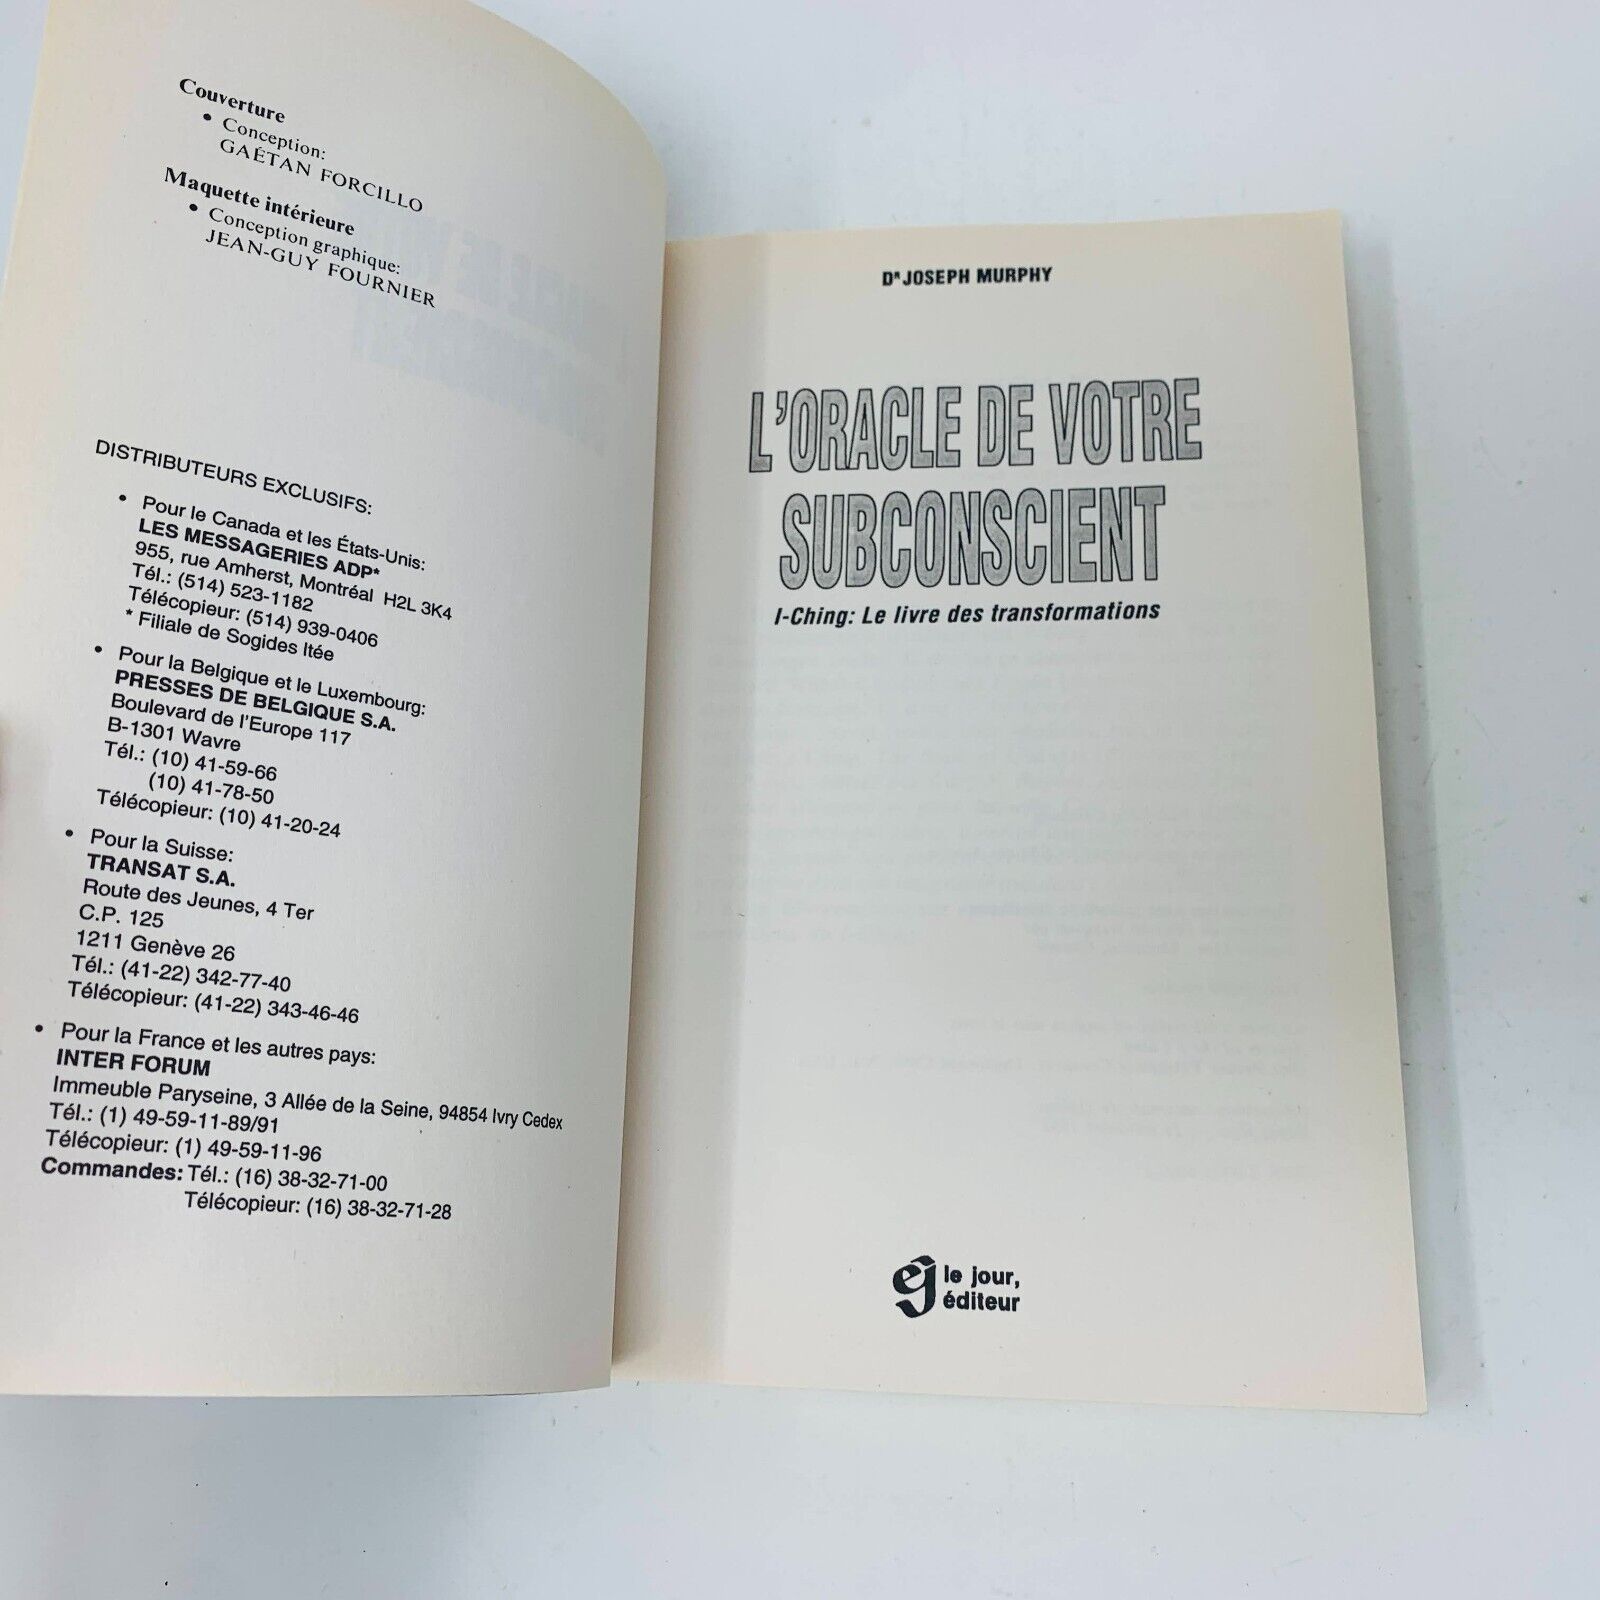 Couverture
• Conception:
GAÉTAN FORCILLO
Maquette intérieure
• Conception graphique:
JEAN-GUY FOURNIER
DISTRIBUTEURS EXCLUSIFS:
• Pour le Canada et les États-Unis:
LES MESSAGERIES ADP*
955, rue Amherst, Montréal H2L 3K4
Tél.: (514) 523-1182
Télécopieur: (514) 939-0406
* Filiale de Sogides ltée
• Pour la Belgique et le Luxembourg:
PRESSES DE BELGIQUE S.A.
Boulevard de l'Europe 117
B-1301 Wavre
Tél.: (10) 41-59-66
(10) 41-78-50
Télécopieur: (10) 41-20-24
• Pour la Suisse:
TRANSAT S.A.
Route des Jeunes, 4 Ter
C.P. 125
1211 Genève 26
Tél.: (41-22) 342-77-40
Télécopieur: (41-22) 343-46-46
• Pour la France et les autres pays:
INTER FORUM
Immeuble Paryseine, 3 Allée de la Seine, 94854 Ivry Cedex
Tél.: (1) 49-59-11-89/91
Télécopieur: (1) 49-59-11-96
Commandes: Tél.: (16) 38-32-71-00
Télécopieur: (16) 38-32-71-28
DR JOSEPH MURPHY
L'ORACLE DE VOTRE
SUBCONSCIENT
I-Ching: Le livre des transformations
ej le jour,
éditeur